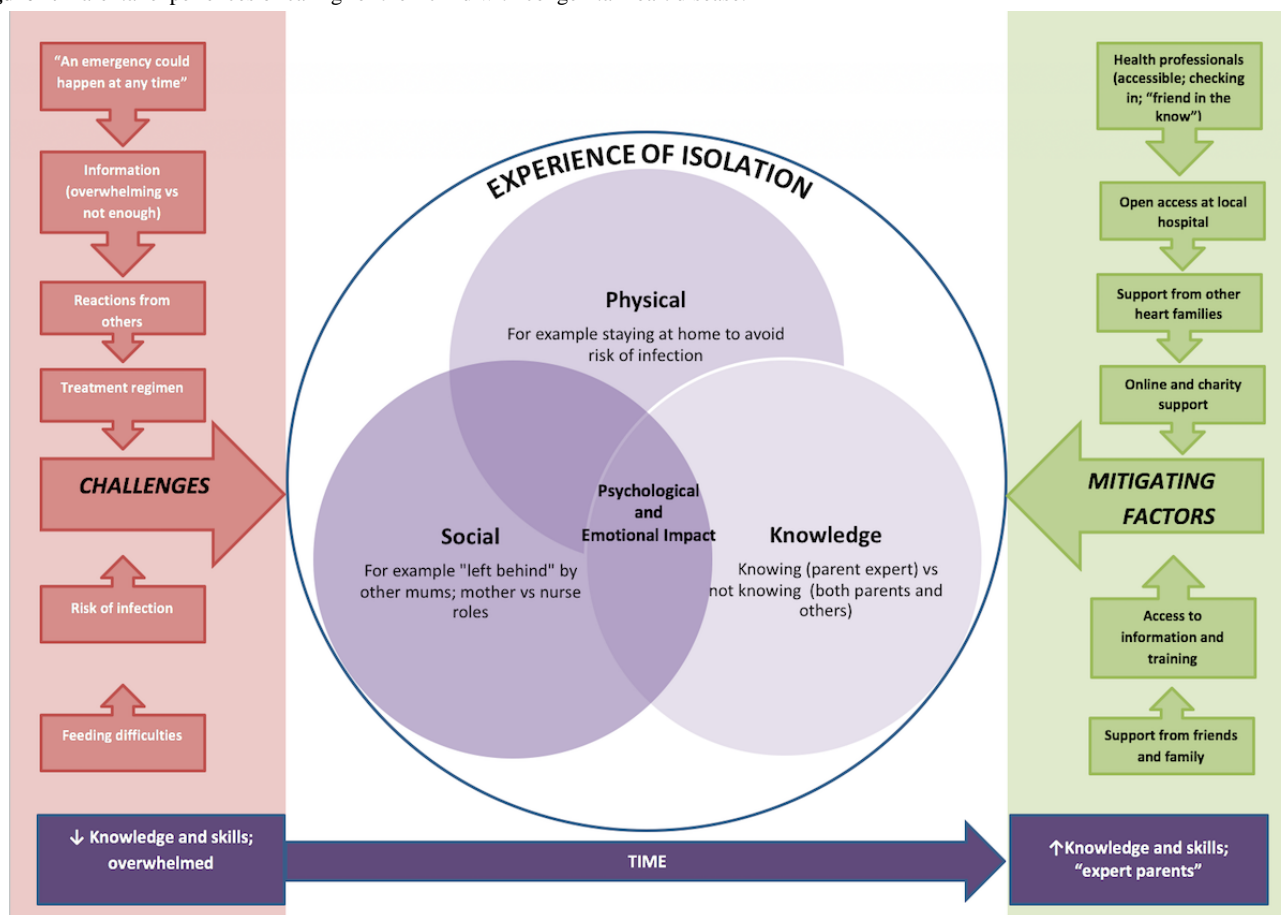 “An emergency could
happen at any time”
Information
(overwhelming vs
not enough)
Reactions from
others
Treatment regimen
CHALLENGES
Risk of infection
Feeding difficulties
↓ Knowledge and skills;
overwhelmed
EXPERIENCE OF ISOLATION
Physical
For example staying at home to avoid
risk of infection
Social
For example "left behind" by
other mums; mother vs nurse
roles
Psychological
and
Emotional Impact
Knowledge
Knowing (parent expert) vs
not knowing (both parents and
others)
TIME
Health professionals
(accessible; checking
in; “friend in the
know”)
Open access at local
hospital
Support from other
heart families
Online and charity
support
MITIGATING
FACTORS
Access to
information and
training
Support from friends
and family
↑Knowledge and skills;
“expert parents”